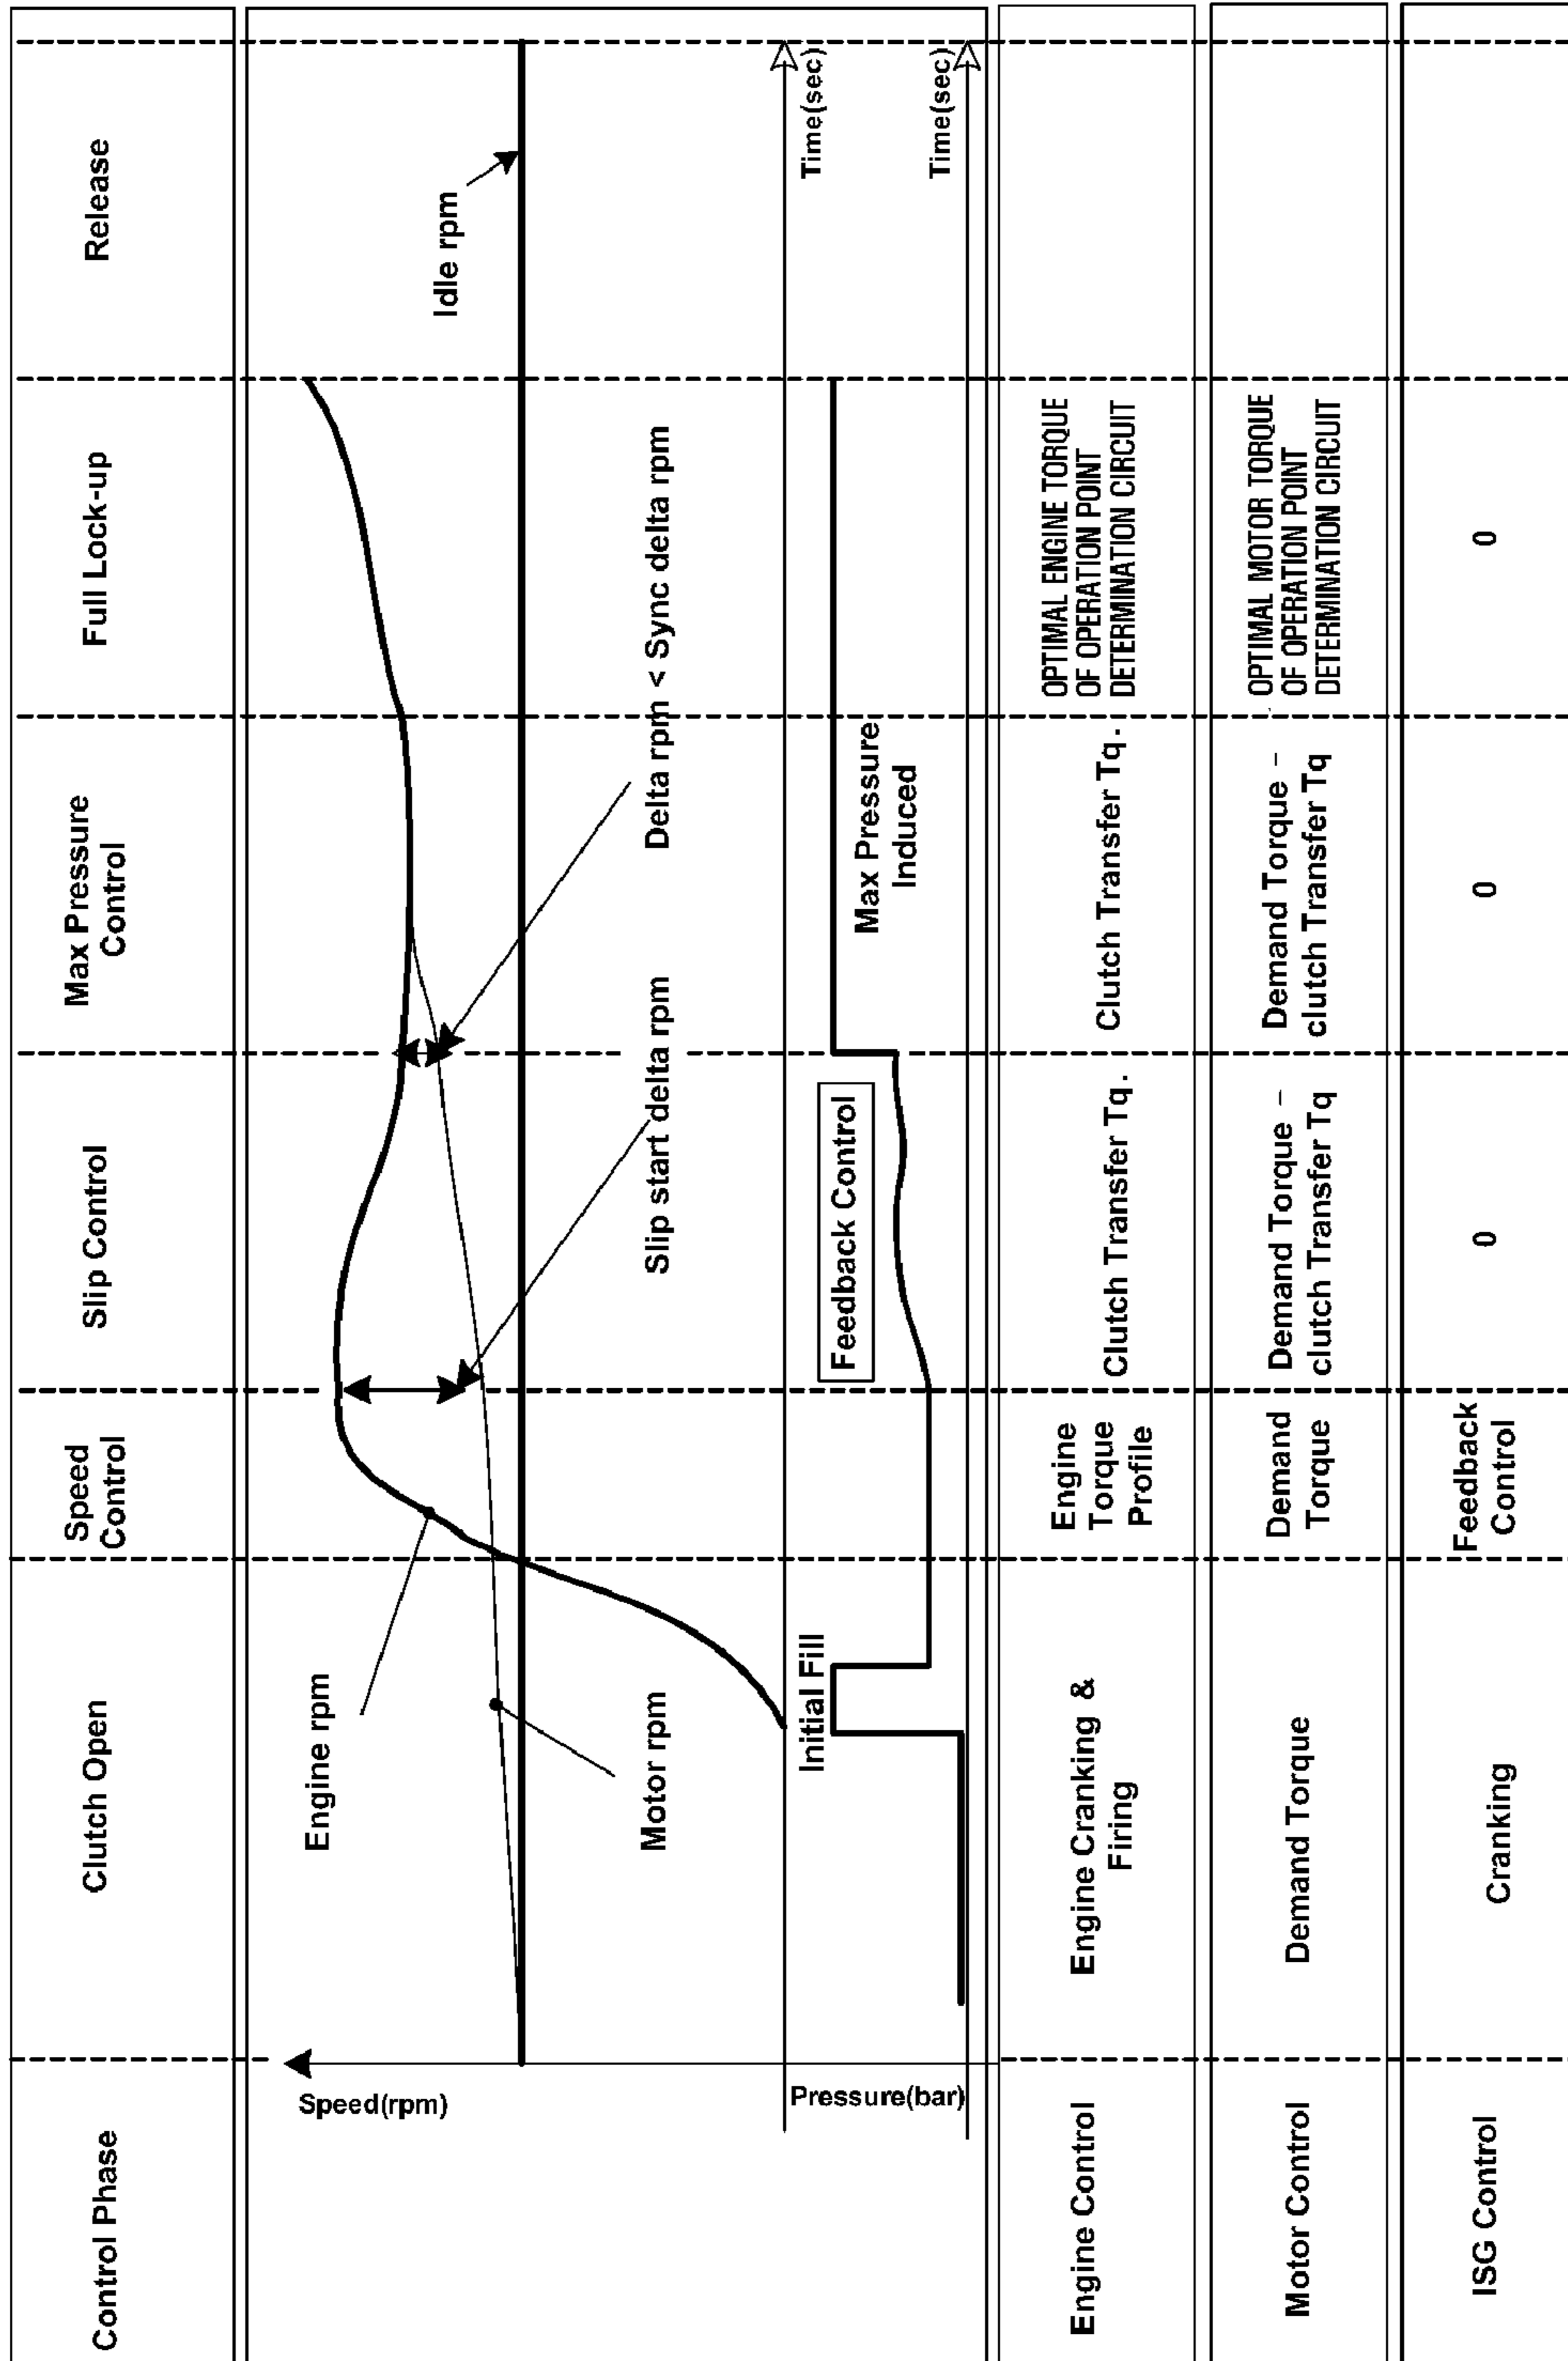 Control Phase
Clutch Open
Speed
Control
Slip Control
Max Pressure
Control
Full Lock-up
Release
Speed(rpm)
Engine rpm
Motor rpm
Slip start delta rpm
Delta rpm < Sync delta rpm
Idle rpm
Time(sec)
Pressure(bar)
Initial Fill
Feedback Control
Max Pressure
Induced
Time(sec)
Engine Control
Engine Cranking &
Firing
Engine
Torque
Profile
Clutch Transfer Tq.
Clutch Transfer Tq.
OPTIMAL ENGINE TORQUE
OF OPERATION POINT
DETERMINATION CIRCUIT
Motor Control
Demand Torque
Demand
Torque
Demand Torque –
clutch Transfer Tq
Demand Torque –
clutch Transfer Tq
OPTIMAL MOTOR TORQUE
OF OPERATION POINT
DETERMINATION CIRCUIT
ISG Control
Cranking
Feedback
Control
0
0
0